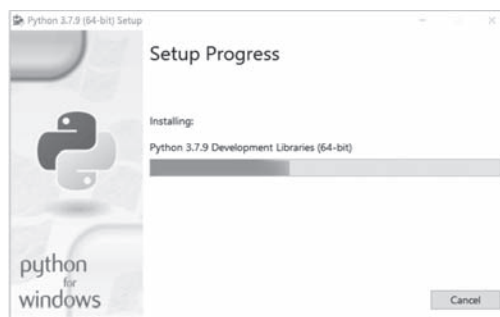 Python 3.7.9 (64-bit) Setup
Setup Progress
Installing:
Python 3.7.9 Development Libraries (64-bit)
python
for
windows
Cancel